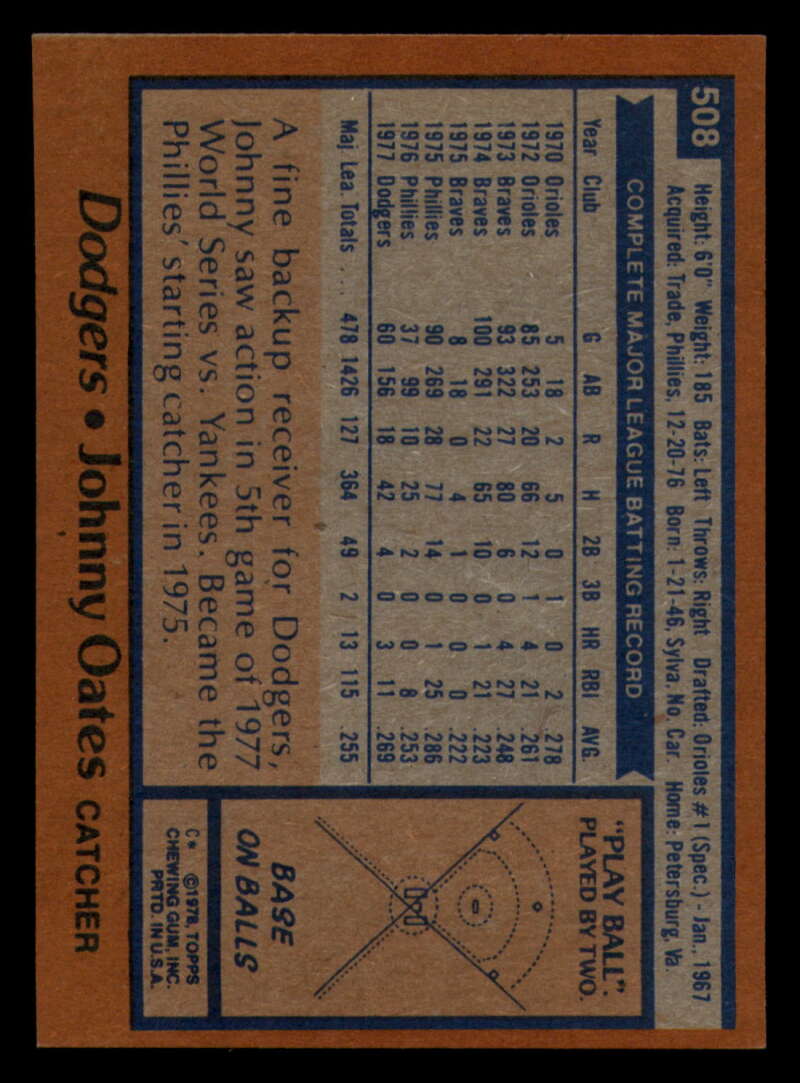 508
Height: 6'0" Weight: 185 Bats: Left Throws: Right Drafted: Orioles #1 (Spec.) - Jan., 1967
Acquired: Trade, Phillies, 12-20-76 Born: 1-21-46, Sylva, No. Car. Home: Petersburg, Va.
COMPLETE MAJOR LEAGUE BATTING RECORD
Year Club G AB R H 2B 3B HR RBI AVG.
1970 Orioles 5 18 2 5 0 1 0 2 .278
1972 Orioles 85 253 20 66 12 1 4 21 .261
1973 Braves 93 322 27 80 6 0 4 27 .248
1974 Braves 100 291 22 65 10 0 1 21 .223
1975 Braves 8 18 0 4 1 0 0 0 .222
1975 Phillies 90 269 28 77 14 0 1 25 .286
1976 Phillies 37 99 10 25 2 0 0 8 .253
1977 Dodgers 60 156 18 42 4 0 3 11 .269
Maj. Lea. Totals ... 478 1426 127 364 49 2 13 115 .255
A fine backup receiver for Dodgers,
Johnny saw action in 5th game of 1977
World Series vs. Yankees. Became the
Phillies' starting catcher in 1975.
"PLAY BALL":
PLAYED BY TWO.
BASE
ON BALLS
C* ©1978, TOPPS
CHEWING GUM, INC.
PRTD. IN U.S.A.
Dodgers • Johnny Oates CATCHER